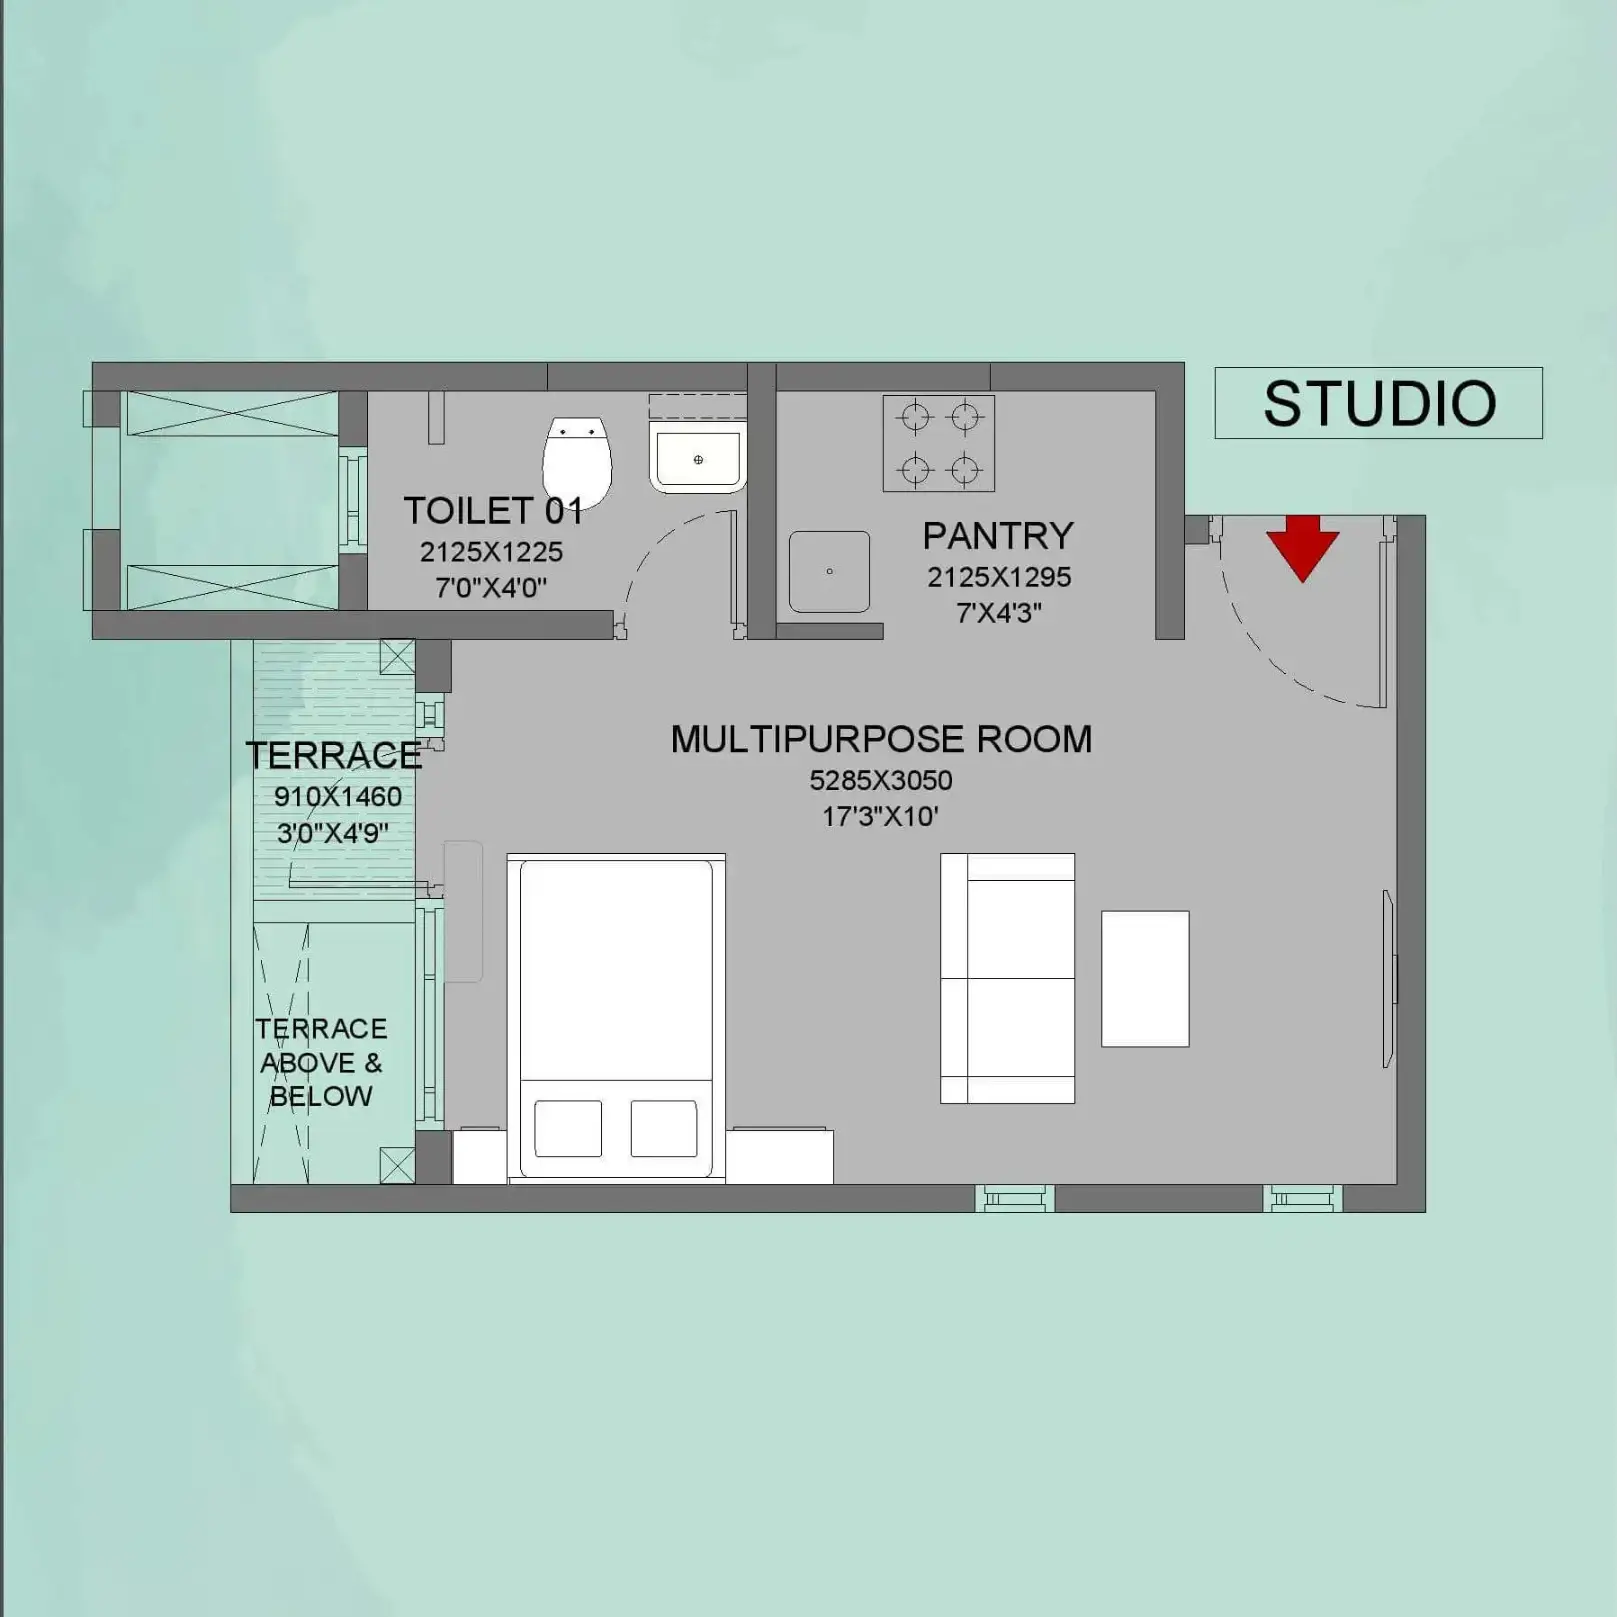 STUDIO
TOILET 01
2125X1225
7'0"X4'0"
PANTRY
2125X1295
7'X4'3"
MULTIPURPOSE ROOM
5285X3050
17'3"X10'
TERRACE
910X1460
3'0"X4'9"
TERRACE
ABOVE &
BELOW